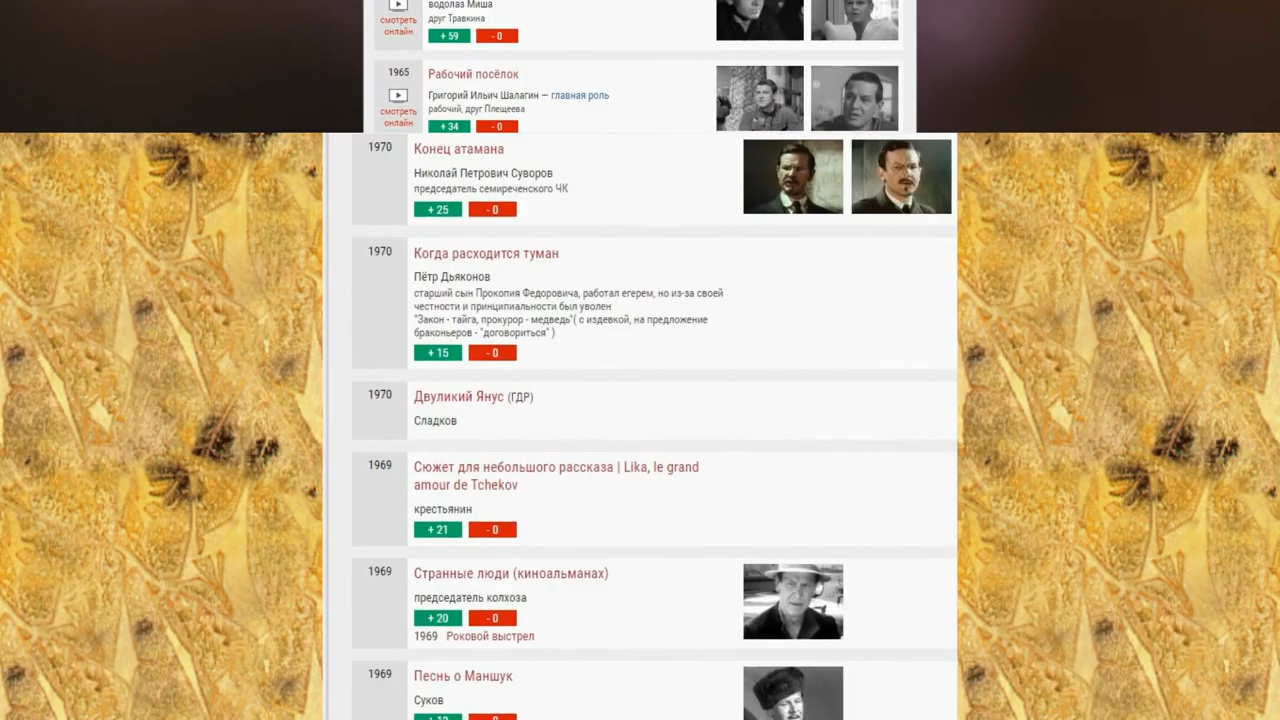 водолаз Миша
смотреть
онлайн
друг Травкина
+ 59 - 0
1965
Рабочий посёлок
Григорий Ильич Шалагин — главная роль
рабочий, друг Плещеева
смотреть
онлайн
+ 34 - 0
1970
Конец атамана
Николай Петрович Суворов
председатель семиреченского ЧК
+ 25 - 0
1970
Когда расходится туман
Пётр Дьяконов
старший сын Прокопия Федоровича, работал егерем, но из-за своей
честности и принципиальности был уволен
"Закон - тайга, прокурор - медведь"( с издевкой, на предложение
браконьеров - "договориться" )
+ 15 - 0
1970
Двуликий Янус (ГДР)
Сладков
1969
Сюжет для небольшого рассказа | Lika, le grand
amour de Tchekov
крестьянин
+ 21 - 0
1969
Странные люди (киноальманах)
председатель колхоза
+ 20 - 0
1969 Роковой выстрел
1969
Песнь о Маншук
Суков